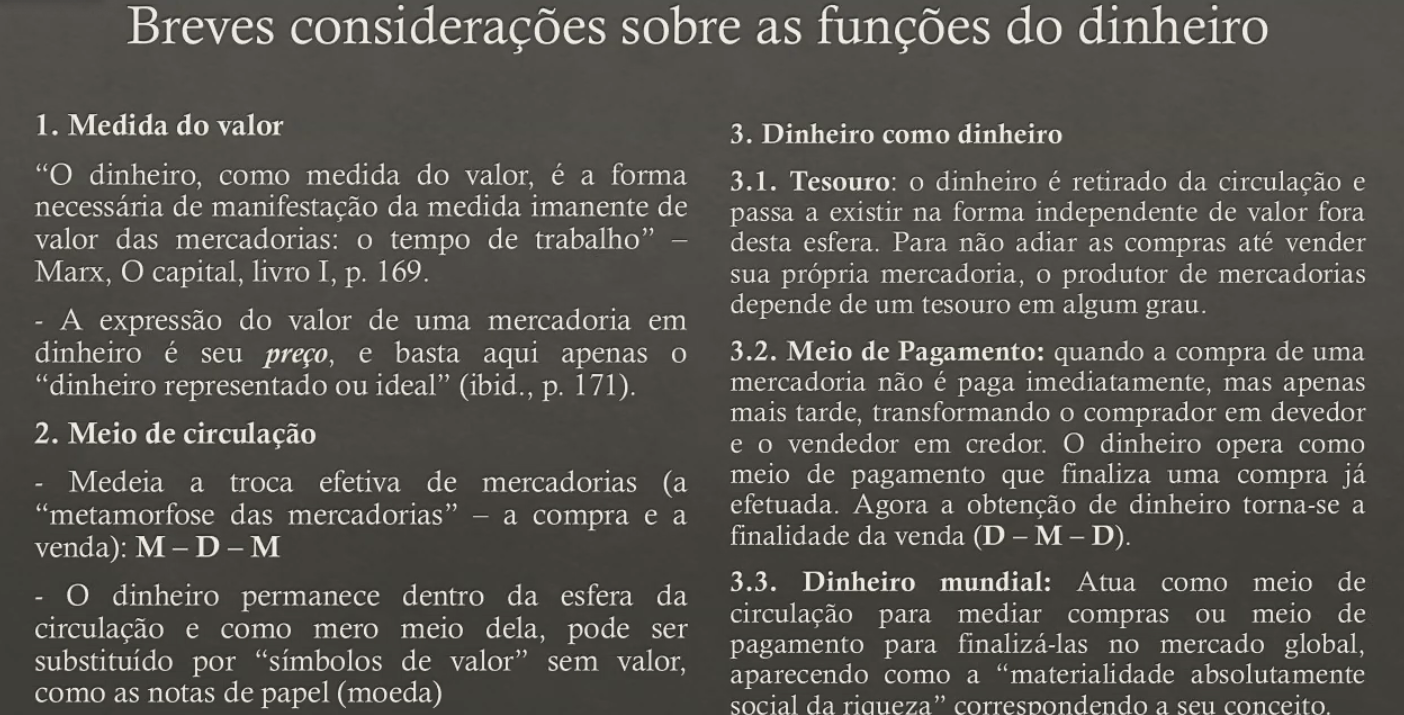 Breves considerações sobre as funções do dinheiro
1. Medida do valor
“O dinheiro, como medida do valor, é a forma
necessária de manifestação da medida imanente de
valor das mercadorias: o tempo de trabalho” –
Marx, O capital, livro I, p. 169.
- A expressão do valor de uma mercadoria em
dinheiro é seu preço, e basta aqui apenas o
“dinheiro representado ou ideal” (ibid., p. 171).
2. Meio de circulação
- Medeia a troca efetiva de mercadorias (a
“metamorfose das mercadorias” – a compra e a
venda): M – D – M
- O dinheiro permanece dentro da esfera da
circulação e como mero meio dela, pode ser
substituído por “símbolos de valor” sem valor,
como as notas de papel (moeda)
3. Dinheiro como dinheiro
3.1. Tesouro: o dinheiro é retirado da circulação e
passa a existir na forma independente de valor fora
desta esfera. Para não adiar as compras até vender
sua própria mercadoria, o produtor de mercadorias
depende de um tesouro em algum grau.
3.2. Meio de Pagamento: quando a compra de uma
mercadoria não é paga imediatamente, mas apenas
mais tarde, transformando o comprador em devedor
e o vendedor em credor. O dinheiro opera como
meio de pagamento que finaliza uma compra já
efetuada. Agora a obtenção de dinheiro torna-se a
finalidade da venda (D – M – D).
3.3. Dinheiro mundial: Atua como meio de
circulação para mediar compras ou meio de
pagamento para finalizá-las no mercado global,
aparecendo como a “materialidade absolutamente
social da riqueza” correspondendo a seu conceito.